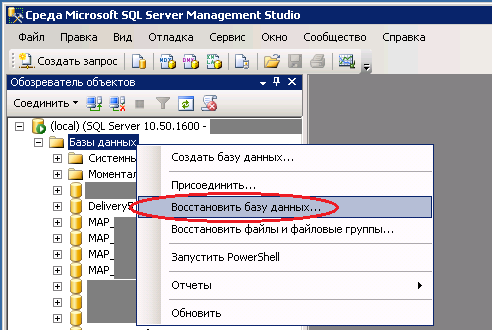 Среда Microsoft SQL Server Management Studio
Файл Правка Вид Отладка Сервис Окно Сообщество Справка
Создать запрос
Обозреватель объектов
Соединить
(local) (SQL Server 10.50.1600 -
Базы данных
Системны
Создать базу данных...
Моментал
Присоединить...
DeliveryS
Восстановить базу данных...
MAP_
Восстановить файлы и файловые группы...
MAP_
MAP_
Запустить PowerShell
MAP_
Отчеты
Обновить